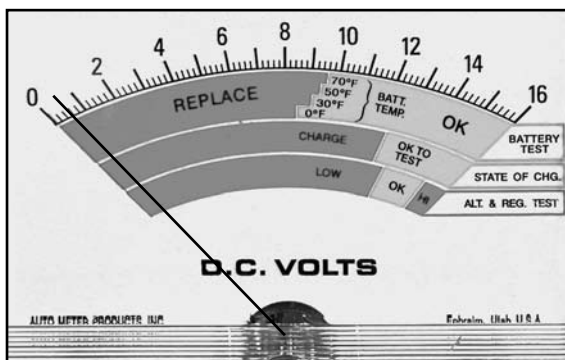 0 2 4 6 8 10 12 14 16
REPLACE
70°F
50°F
30°F
0°F
BATT. TEMP.
OK
BATTERY TEST
CHARGE
OK TO TEST
STATE OF CHG.
LOW
OK
HI
ALT. & REG. TEST
D.C. VOLTS
AUTO METER PRODUCTS, INC.
Ephraim, Utah U.S.A.